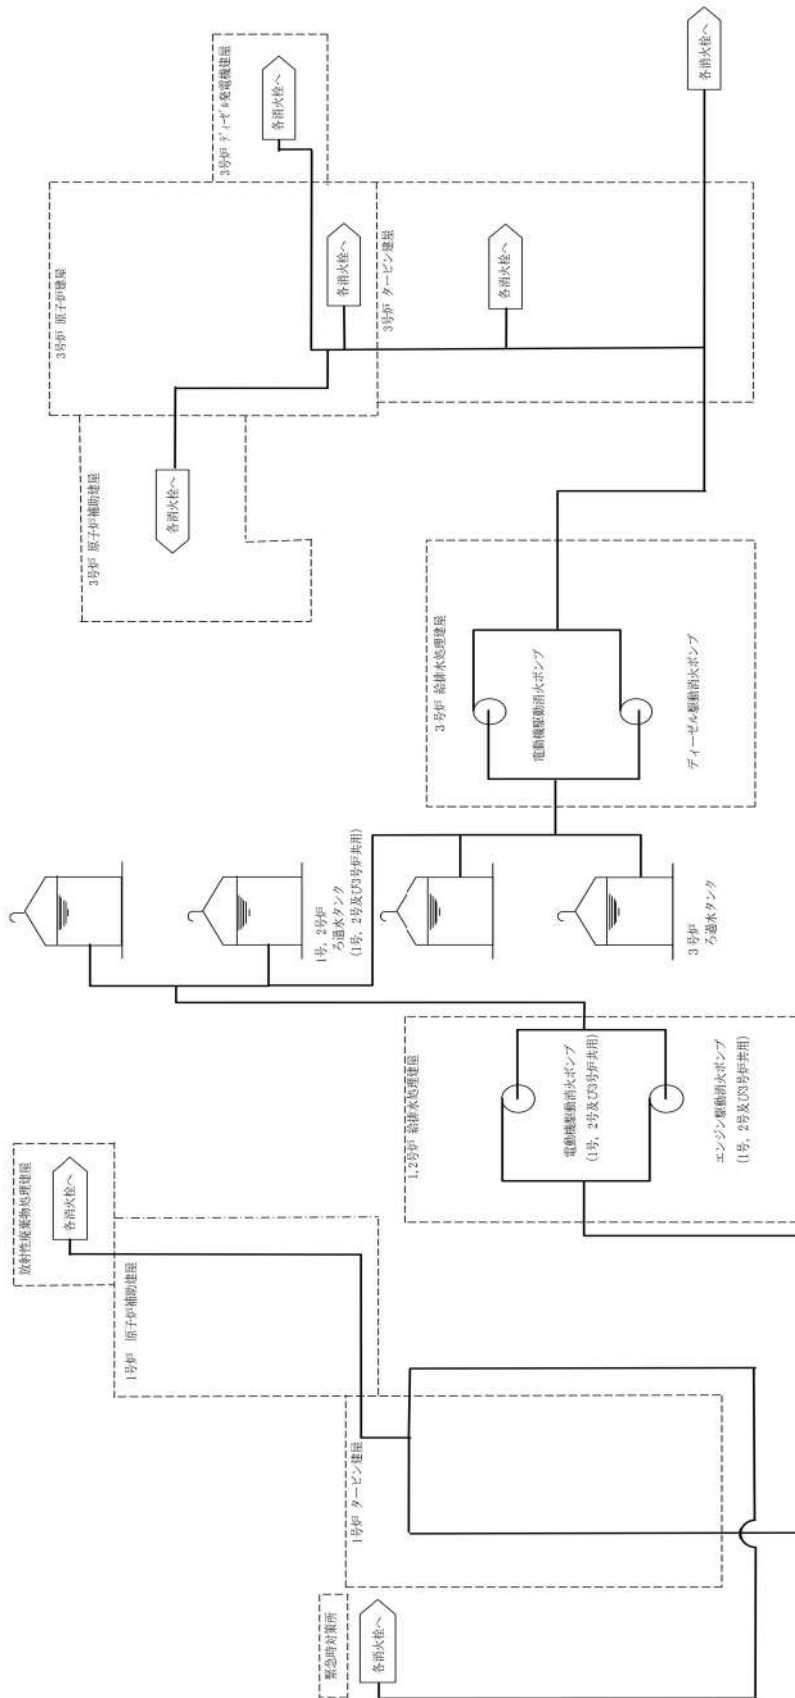 緊急時対策所
各消火栓へ
1号炉 タービン建屋
1号炉 原子炉補助建屋
放射性廃棄物処理建屋
各消火栓へ
1,2号炉 給排水処理建屋
電動機駆動消火ポンプ
(1号, 2号及び3号炉共用)
エンジン駆動消火ポンプ
(1号, 2号及び3号炉共用)
1号, 2号炉
ろ過水タンク
(1号, 2号及び3号炉共用)
3号炉
ろ過水タンク
3号炉 給排水処理建屋
電動機駆動消火ポンプ
ディーゼル駆動消火ポンプ
3号炉 原子炉補助建屋
各消火栓へ
3号炉 原子炉建屋
各消火栓へ
3号炉 タービン建屋
各消火栓へ
3号炉 ディーゼル発電機建屋
各消火栓へ
各消火栓へ